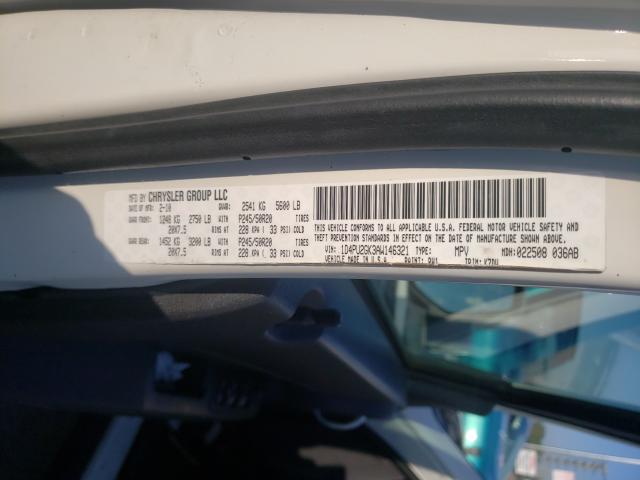 MFG BY CHRYSLER GROUP LLC
DATE OF MFR: 2-10 GVWR: 2541 KG 5600 LB
GAWR FRONT: 1248 KG 2750 LB P245/50R20 TIRES
20X7.5 RIMS AT 228 KPA / 33 PSI COLD
GAWR REAR: 1452 KG 3200 LB P245/50R20 TIRES
20X7.5 RIMS AT 228 KPA / 33 PSI COLD
THIS VEHICLE CONFORMS TO ALL APPLICABLE U.S.A. FEDERAL MOTOR VEHICLE SAFETY AND
THEFT PREVENTION STANDARDS IN EFFECT ON THE DATE OF MANUFACTURE SHOWN ABOVE.
VIN: TYPE: MPV MDH: 022508 036AB
VEHICLE MADE IN U.S.A. PAINT: PW1 TRIM: